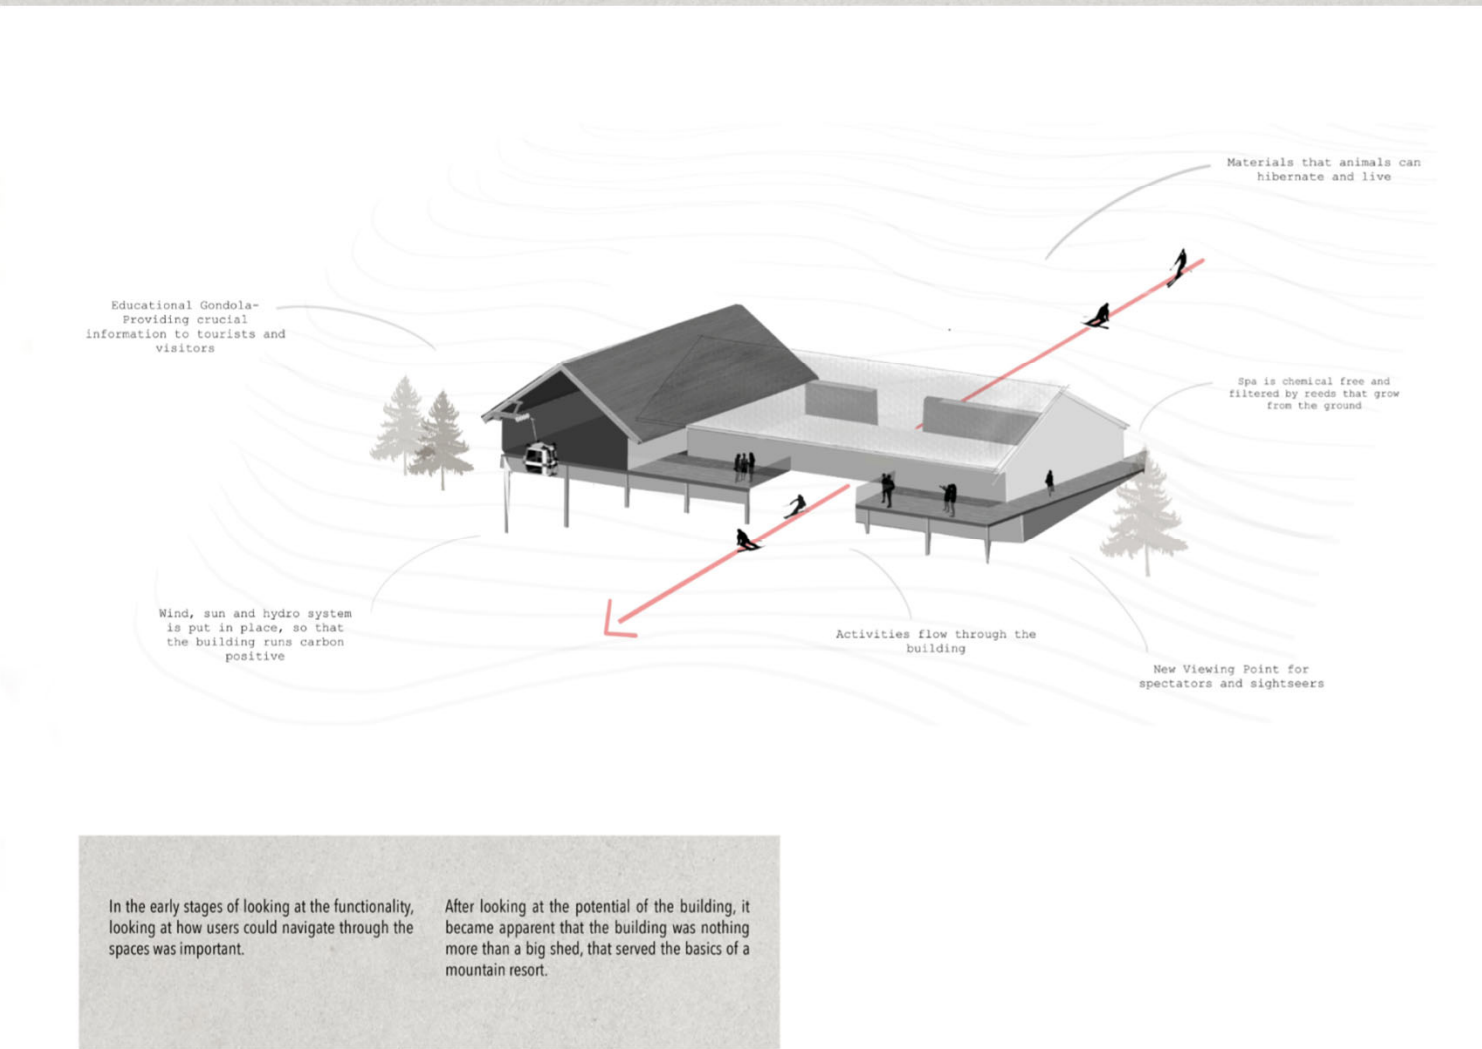 Materials that animals can
hibernate and live
Educational Gondola-
Providing crucial
information to tourists and
visitors
Spa is chemical free and
filtered by reeds that grow
from the ground
Wind, sun and hydro system
is put in place, so that
the building runs carbon
positive
Activities flow through the
building
New Viewing Point for
spectators and sightseers
In the early stages of looking at the functionality,
looking at how users could navigate through the
spaces was important.
After looking at the potential of the building, it
became apparent that the building was nothing
more than a big shed, that served the basics of a
mountain resort.